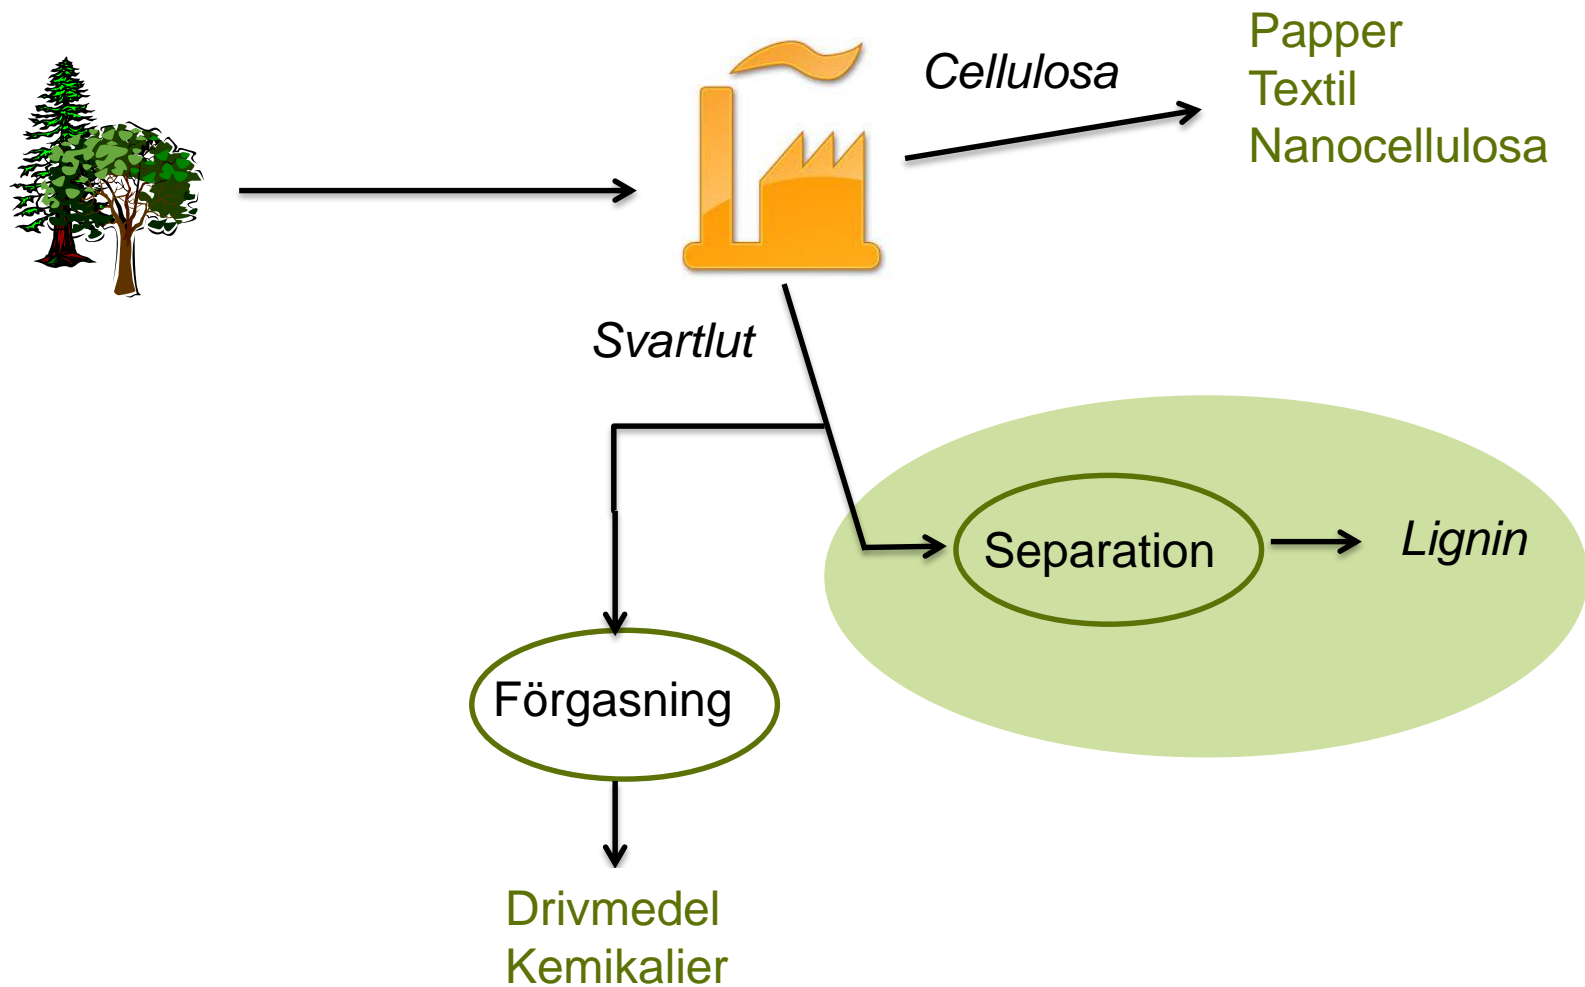 Papper
Textil
Nanocellulosa
Cellulosa
Svartlut
Separation
Lignin
Förgasning
Drivmedel
Kemikalier